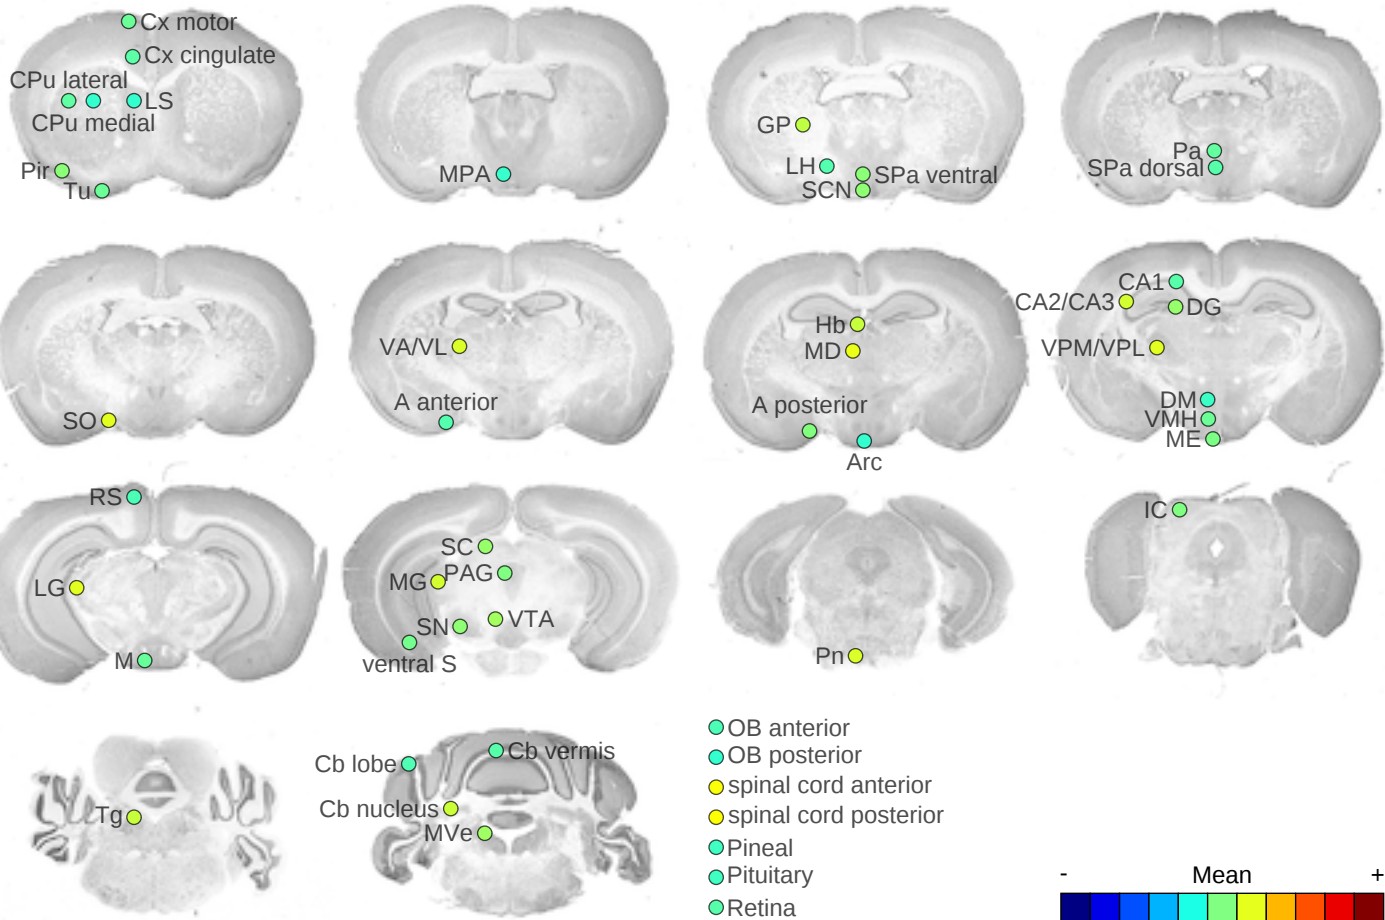 Cx motor
Cx cingulate
CPu lateral
LS
CPu medial
Pir
Tu
MPA
GP
LH
SPa ventral
SCN
Pa
SPa dorsal
SO
VA/VL
A anterior
Hb
MD
A posterior
Arc
CA1
CA2/CA3
DG
VPM/VPL
DM
VMH
ME
RS
LG
M
SC
PAG
MG
VTA
SN
ventral S
Pn
IC
Tg
Cb vermis
Cb lobe
Cb nucleus
MVe
OB anterior
OB posterior
spinal cord anterior
spinal cord posterior
Pineal
Pituitary
Retina
- Mean +